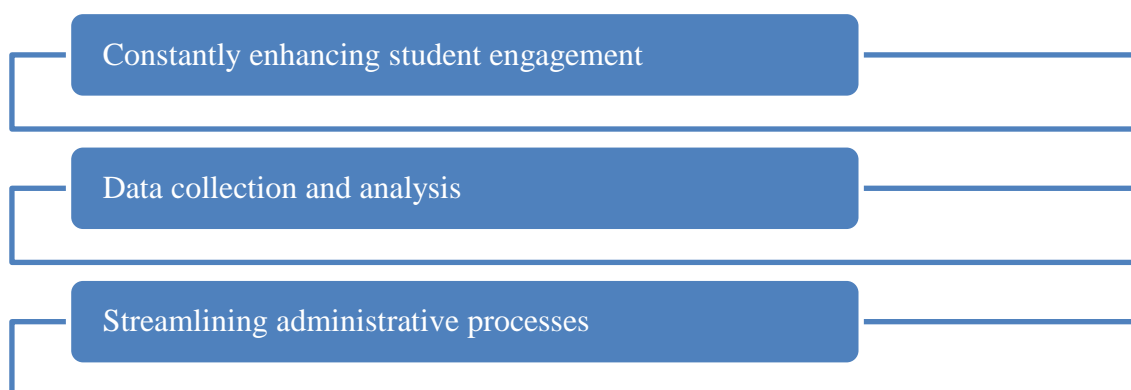 Constantly enhancing student engagement
Data collection and analysis
Streamlining administrative processes